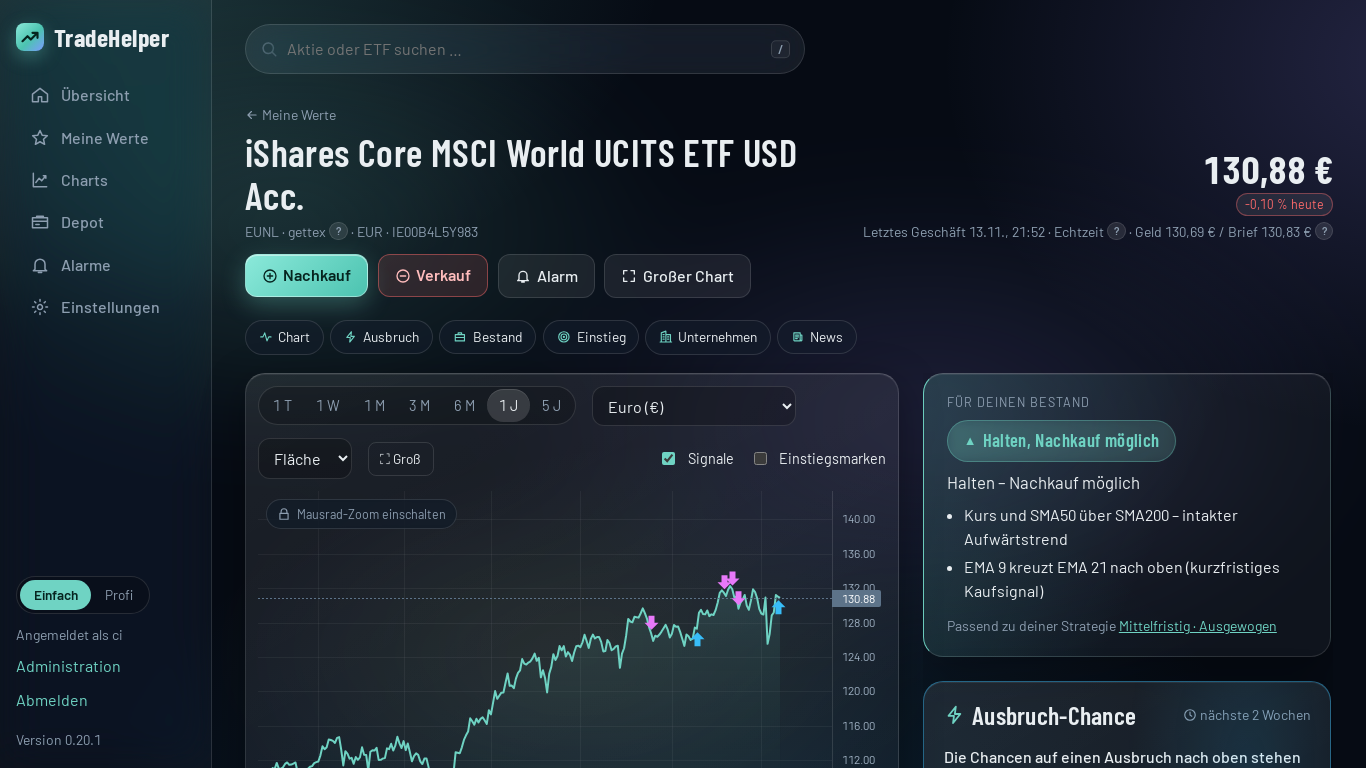 TradeHelper
Übersicht
Meine Werte
Charts
Depot
Alarme
Einstellungen
Einfach Profi
Angemeldet als ci
Administration
Abmelden
Version 0.20.1
Aktie oder ETF suchen ... /
← Meine Werte
iShares Core MSCI World UCITS ETF USD
Acc.
EUNL · gettex ? · EUR · IE00B4L5Y983
130,88 €
-0,10 % heute
Letztes Geschäft 13.11., 21:52 · Echtzeit ? · Geld 130,69 € / Brief 130,83 € ?
Nachkauf Verkauf Alarm Großer Chart
Chart Ausbruch Bestand Einstieg Unternehmen News
1 T 1 W 1 M 3 M 6 M 1 J 5 J Euro (€)
Fläche Groß Signale Einstiegsmarken
Mausrad-Zoom einschalten
140.00
136.00
132.00
130.88
128.00
124.00
120.00
116.00
112.00
FÜR DEINEN BESTAND
▲ Halten, Nachkauf möglich
Halten – Nachkauf möglich
• Kurs und SMA50 über SMA200 – intakter
Aufwärtstrend
• EMA 9 kreuzt EMA 21 nach oben (kurzfristiges
Kaufsignal)
Passend zu deiner Strategie Mittelfristig · Ausgewogen
Ausbruch-Chance nächste 2 Wochen
Die Chancen auf einen Ausbruch nach oben stehen